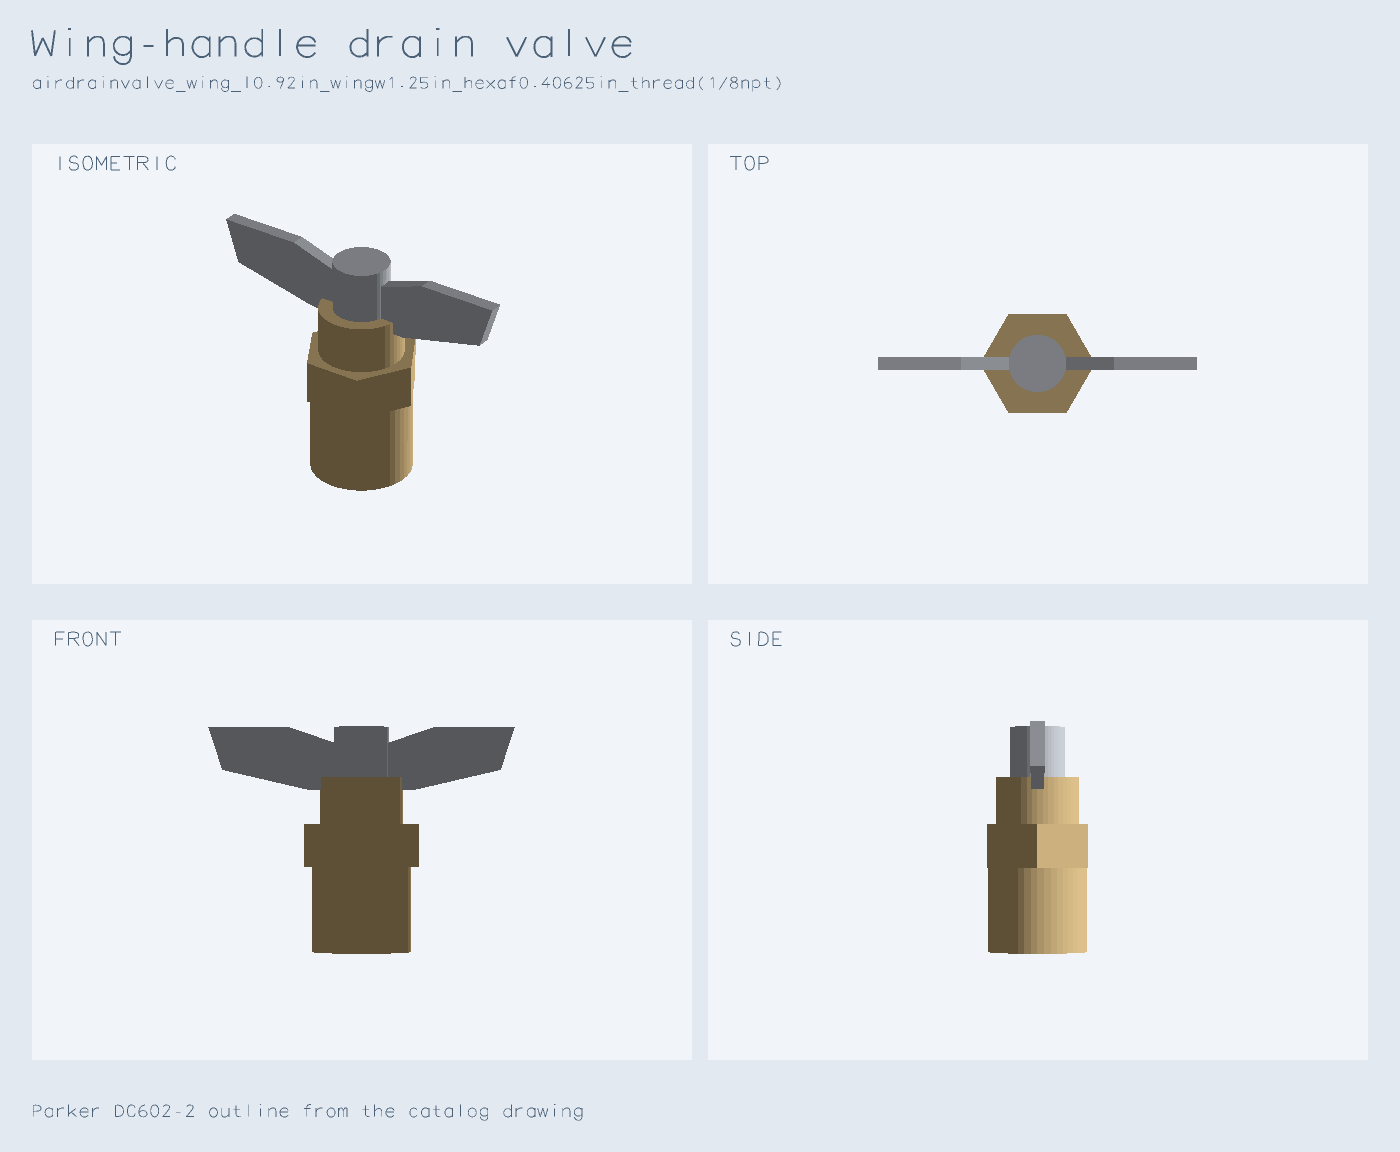 Wing-handle drain valve
airdrainvalve_wing_l0.92in_wingw1.25in_hexaf0.40625in_thread(1/8npt)
ISOMETRIC
TOP
FRONT
SIDE
Parker DC602-2 outline from the catalog drawing